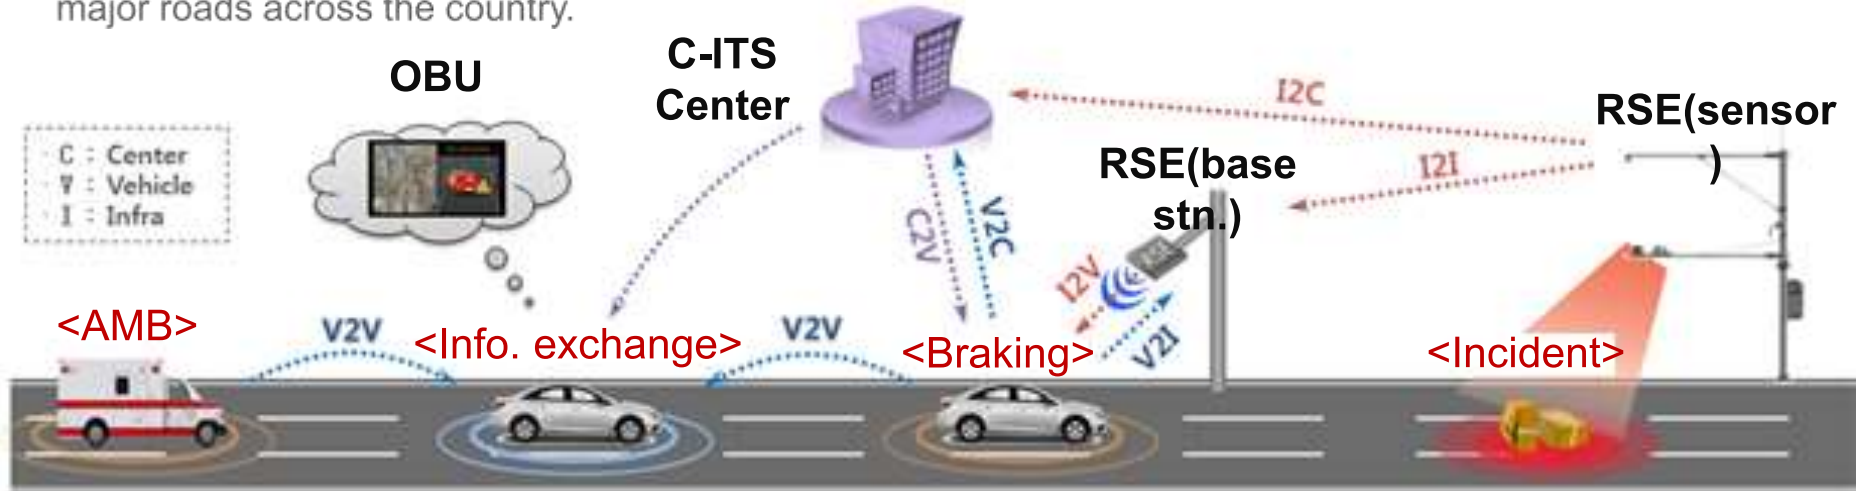 major roads across the country.
OBU
C-ITS
Center
I2C
RSE(sensor
)
C : Center
V : Vehicle
I : Infra
RSE(base
stn.)
I2I
C2V
V2C
I2V
V2I
<AMB>
V2V
<Info. exchange>
V2V
<Braking>
<Incident>